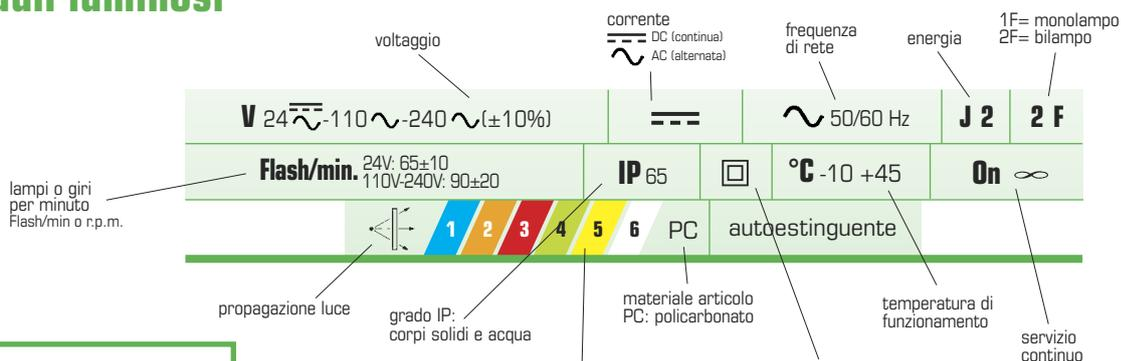 voltaggio
corrente
DC (continua)
AC (alternata)
frequenza
di rete
energia
1F= monolampo
2F= bilampo
V 24 -110 -240 (±10%)
50/60 Hz
J 2
2 F
Flash/min. 24V: 65±10
110V-240V: 90±20
IP 65
°C -10 +45
On ∞
lampi o giri
per minuto
Flash/min o r.p.m.
1 2 3 4 5 6 PC autoestinguente
propagazione luce
grado IP:
corpi solidi e acqua
materiale articolo
PC: policarbonato
temperatura di
funzionamento
servizio
continuo